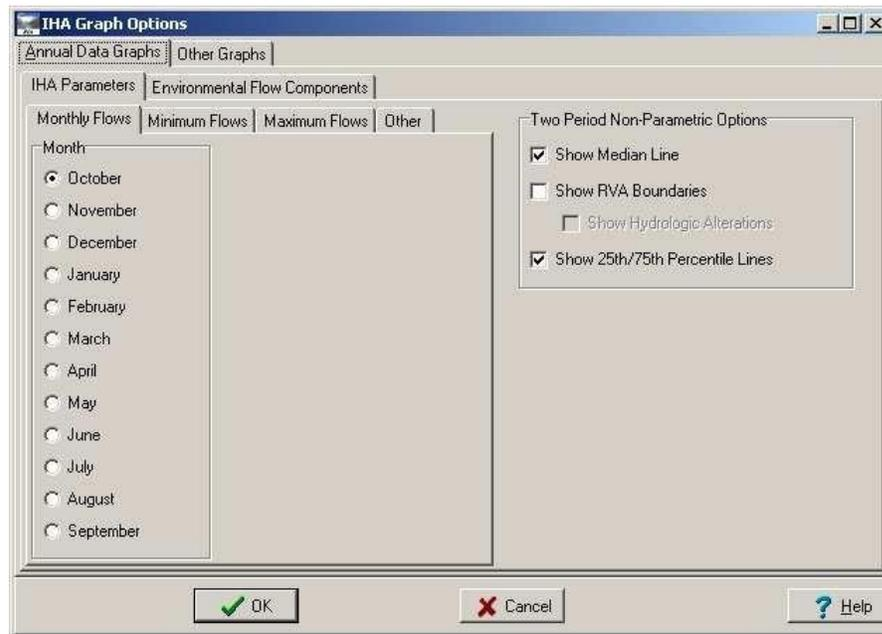 IHA Graph Options
Annual Data Graphs
Other Graphs
IHA Parameters
Environmental Flow Components
Monthly Flows
Minimum Flows
Maximum Flows
Other
Month
October
November
December
January
February
March
April
May
June
July
August
September
Two Period Non-Parametric Options
Show Median Line
Show RVA Boundaries
Show Hydrologic Alterations
Show 25th/75th Percentile Lines
OK
Cancel
Help